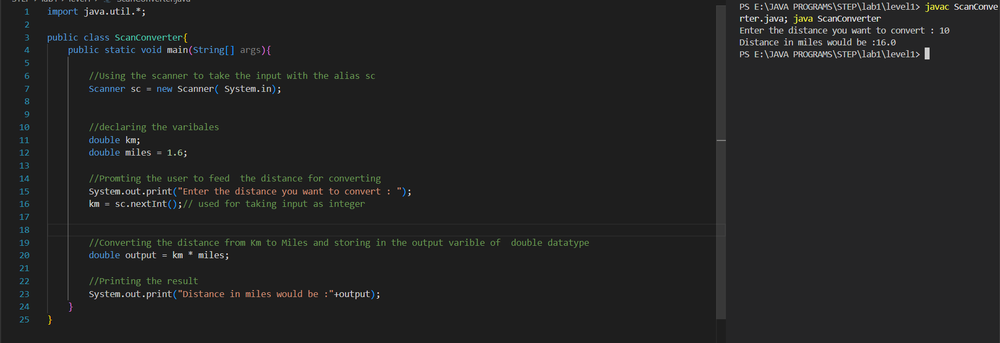 1 import java.util.*;
2
3 public class ScanConverter{
4     public static void main(String[] args){
5
6         //Using the scanner to take the input with the alias sc
7         Scanner sc = new Scanner( System.in);
8
9
10         //declaring the varibales
11         double km;
12         double miles = 1.6;
13
14         //Promting the user to feed  the distance for converting
15         System.out.print("Enter the distance you want to convert : ");
16         km = sc.nextInt();// used for taking input as integer
17
18
19         //Converting the distance from Km to Miles and storing in the output varible of  double datatype
20         double output = km * miles;
21
22         //Printing the result
23         System.out.print("Distance in miles would be :"+output);
24     }
25 }
PS E:\JAVA PROGRAMS\STEP\lab1\level1> javac ScanConve
rter.java; java ScanConverter
Enter the distance you want to convert : 10
Distance in miles would be :16.0
PS E:\JAVA PROGRAMS\STEP\lab1\level1>